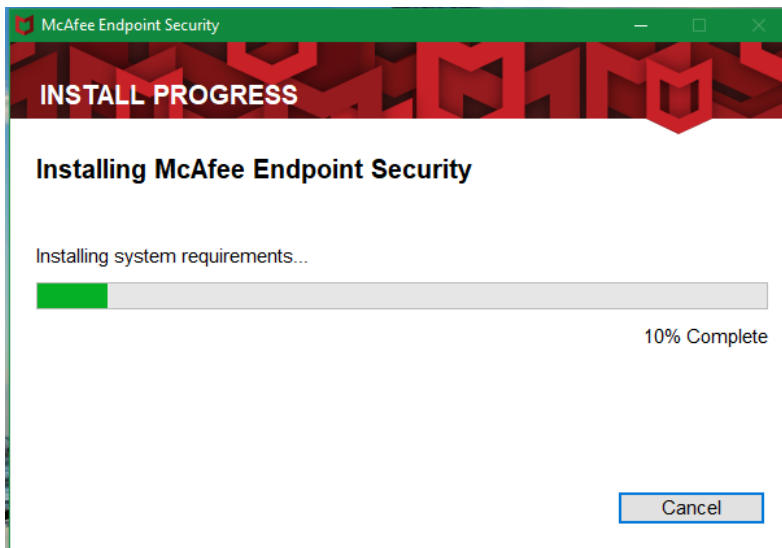 McAfee Endpoint Security
INSTALL PROGRESS
Installing McAfee Endpoint Security
Installing system requirements...
10% Complete
Cancel